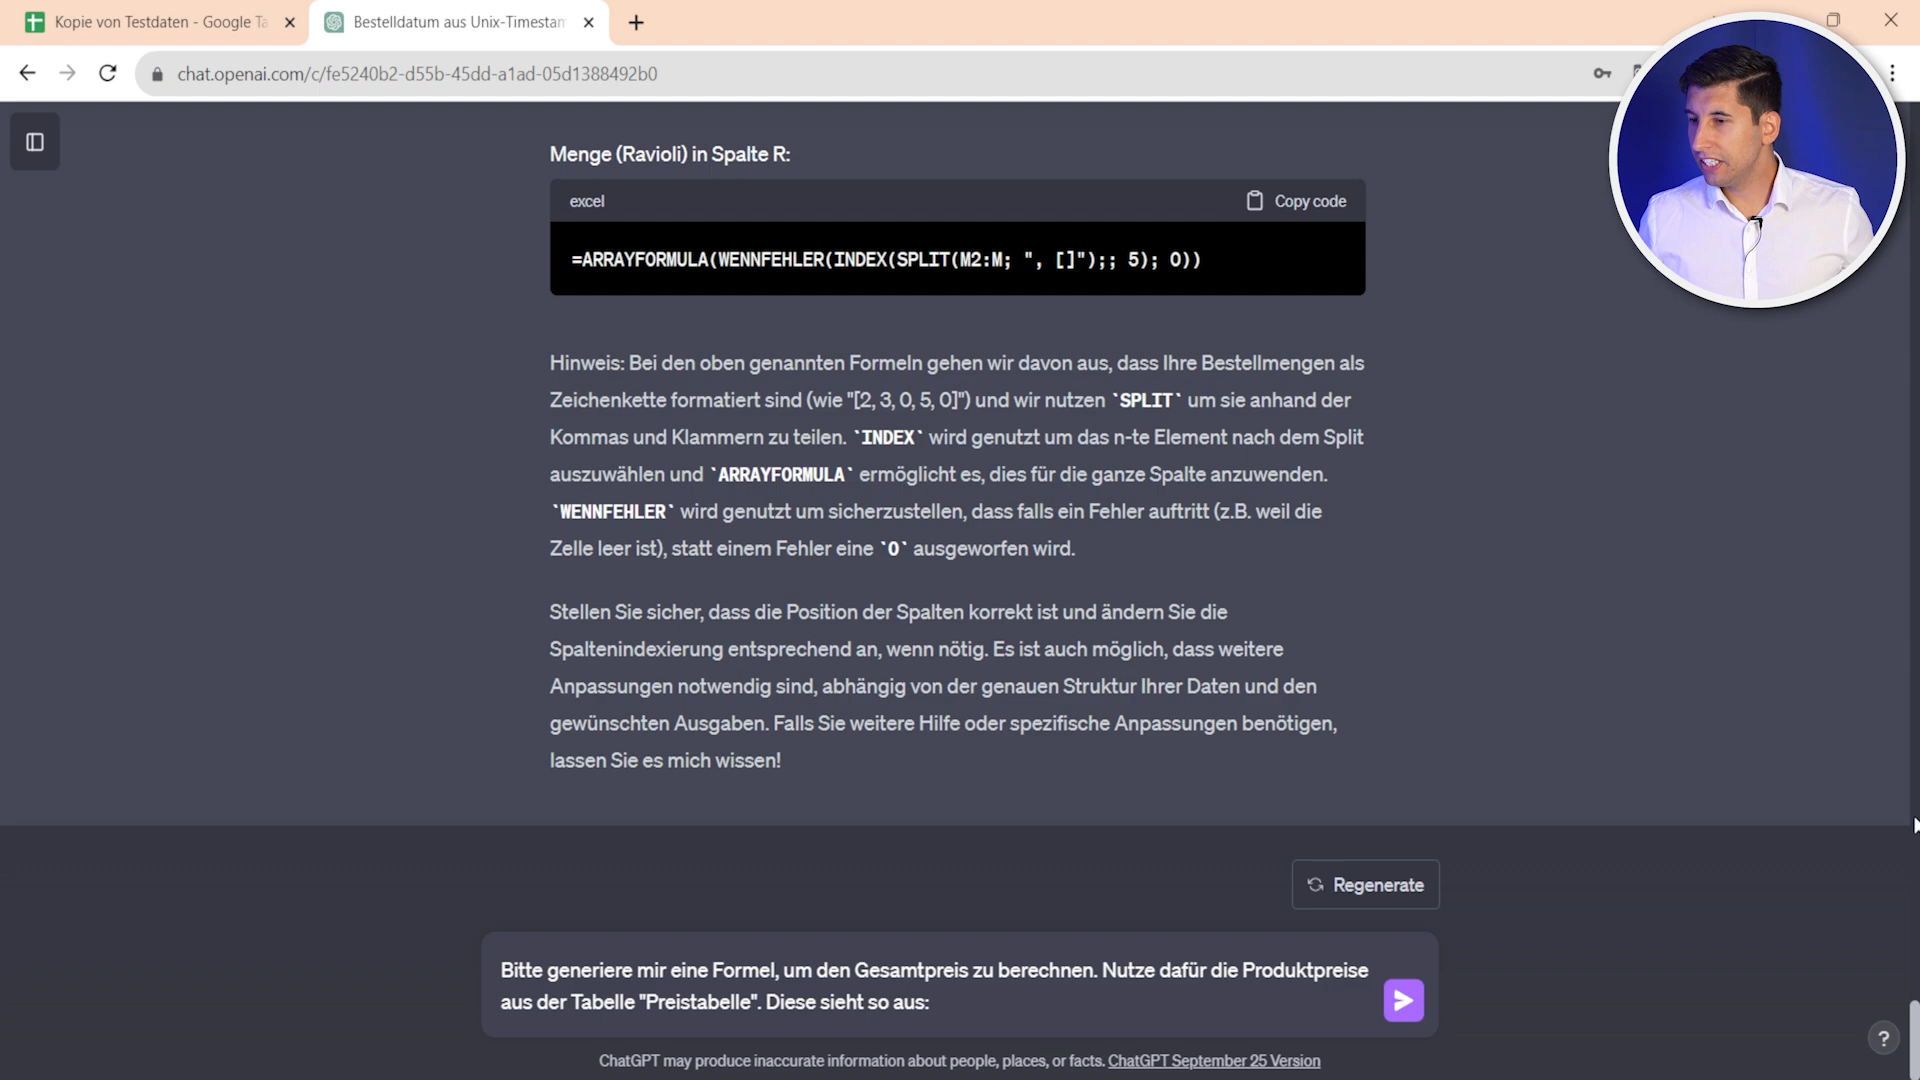 Kopie von Testdaten - Google Ta
Bestelldatum aus Unix-Timestam
chat.openai.com/c/fe5240b2-d55b-45dd-a1ad-05d1388492b0
Menge (Ravioli) in Spalte R:
excel
Copy code
=ARRAYFORMULA(WENNFEHLER(INDEX(SPLIT(M2:M; ", []");; 5); 0))
Hinweis: Bei den oben genannten Formeln gehen wir davon aus, dass Ihre Bestellmengen als
Zeichenkette formatiert sind (wie "[2, 3, 0, 5, 0]") und wir nutzen `SPLIT` um sie anhand der
Kommas und Klammern zu teilen. `INDEX` wird genutzt um das n-te Element nach dem Split
auszuwählen und `ARRAYFORMULA` ermöglicht es, dies für die ganze Spalte anzuwenden.
`WENNFEHLER` wird genutzt um sicherzustellen, dass falls ein Fehler auftritt (z.B. weil die
Zelle leer ist), statt einem Fehler eine `0` ausgeworfen wird.
Stellen Sie sicher, dass die Position der Spalten korrekt ist und ändern Sie die
Spaltenindexierung entsprechend an, wenn nötig. Es ist auch möglich, dass weitere
Anpassungen notwendig sind, abhängig von der genauen Struktur Ihrer Daten und den
gewünschten Ausgaben. Falls Sie weitere Hilfe oder spezifische Anpassungen benötigen,
lassen Sie es mich wissen!
Regenerate
Bitte generiere mir eine Formel, um den Gesamtpreis zu berechnen. Nutze dafür die Produktpreise
aus der Tabelle "Preistabelle". Diese sieht so aus:
?
ChatGPT may produce inaccurate information about people, places, or facts. ChatGPT September 25 Version